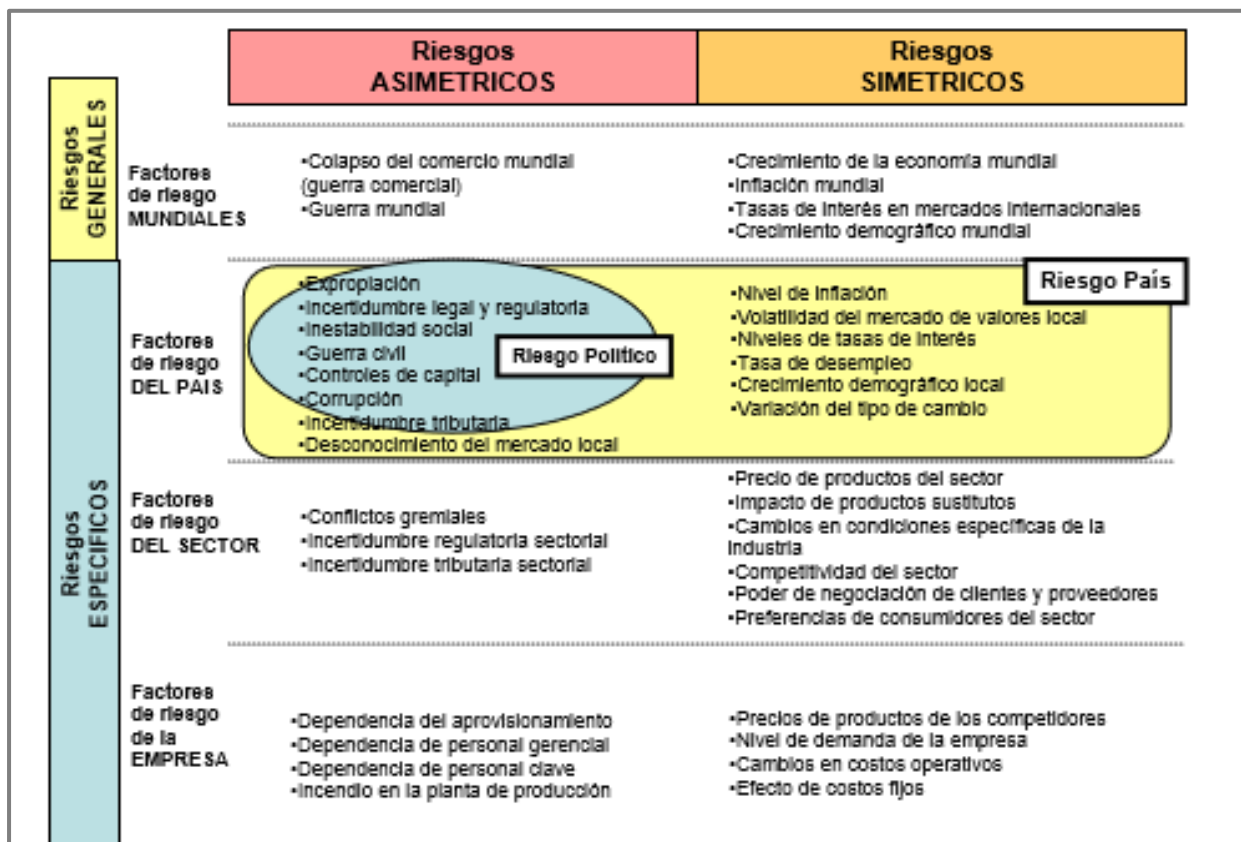 Riesgos
ASIMETRICOS
Riesgos
SIMETRICOS
Riesgos
GENERALES
Factores
de riesgo
MUNDIALES
•Colapso del comercio mundial
(guerra comercial)
•Guerra mundial
•Crecimiento de la economía mundial
•Inflación mundial
•Tasas de interés en mercados internacionales
•Crecimiento demográfico mundial
Riesgos
ESPECIFICOS
Factores
de riesgo
DEL PAIS
•Expropiación
•Incertidumbre legal y regulatoria
•Inestabilidad social
•Guerra civil
•Controles de capital
•Corrupción
•Incertidumbre tributaria
•Desconocimiento del mercado local
Riesgo Político
Riesgo País
•Nivel de inflación
•Volatilidad del mercado de valores local
•Niveles de tasas de interés
•Tasa de desempleo
•Crecimiento demográfico local
•Variación del tipo de cambio
Factores
de riesgo
DEL SECTOR
•Conflictos gremiales
•Incertidumbre regulatoria sectorial
•Incertidumbre tributaria sectorial
•Precio de productos del sector
•Impacto de productos sustitutos
•Cambios en condiciones específicas de la
industria
•Competitividad del sector
•Poder de negociación de clientes y proveedores
•Preferencias de consumidores del sector
Factores
de riesgo
de la
EMPRESA
•Dependencia del aprovisionamiento
•Dependencia de personal gerencial
•Dependencia de personal clave
•Incendio en la planta de producción
•Precios de productos de los competidores
•Nivel de demanda de la empresa
•Cambios en costos operativos
•Efecto de costos fijos